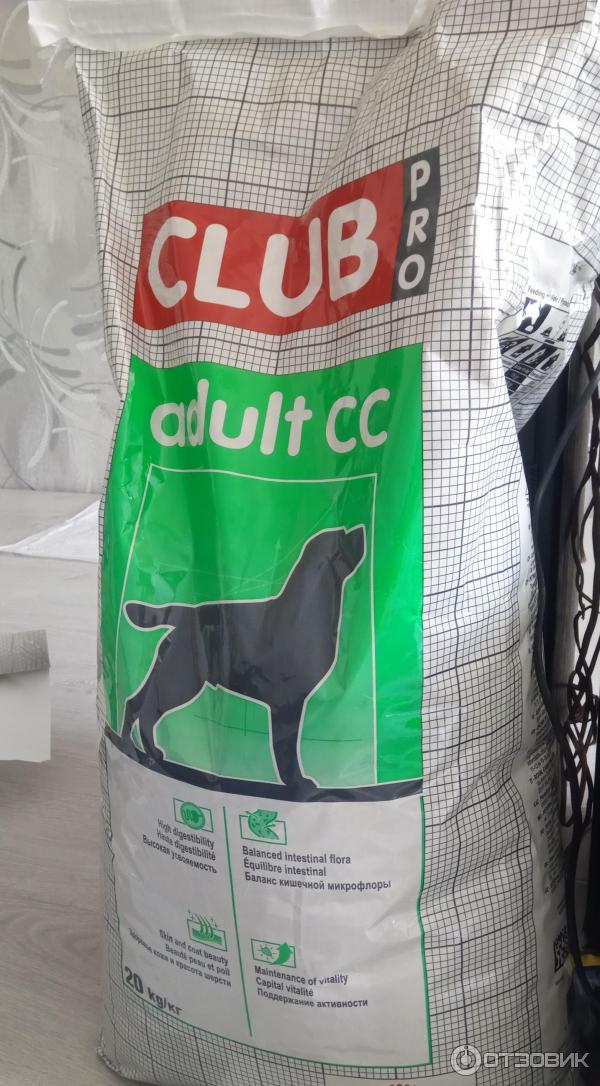 CLUB PRO
adult CC
High digestibility
Haute digestibilité
Высокая усвояемость
Balanced intestinal flora
Équilibre intestinal
Баланс кишечной микрофлоры
Skin and coat beauty
Beauté peau et poil
Здоровье кожи и красота шерсти
Maintenance of vitality
Capital vitalité
Поддержание активности
20 kg/кг
Feeding
ОТЗОВИК